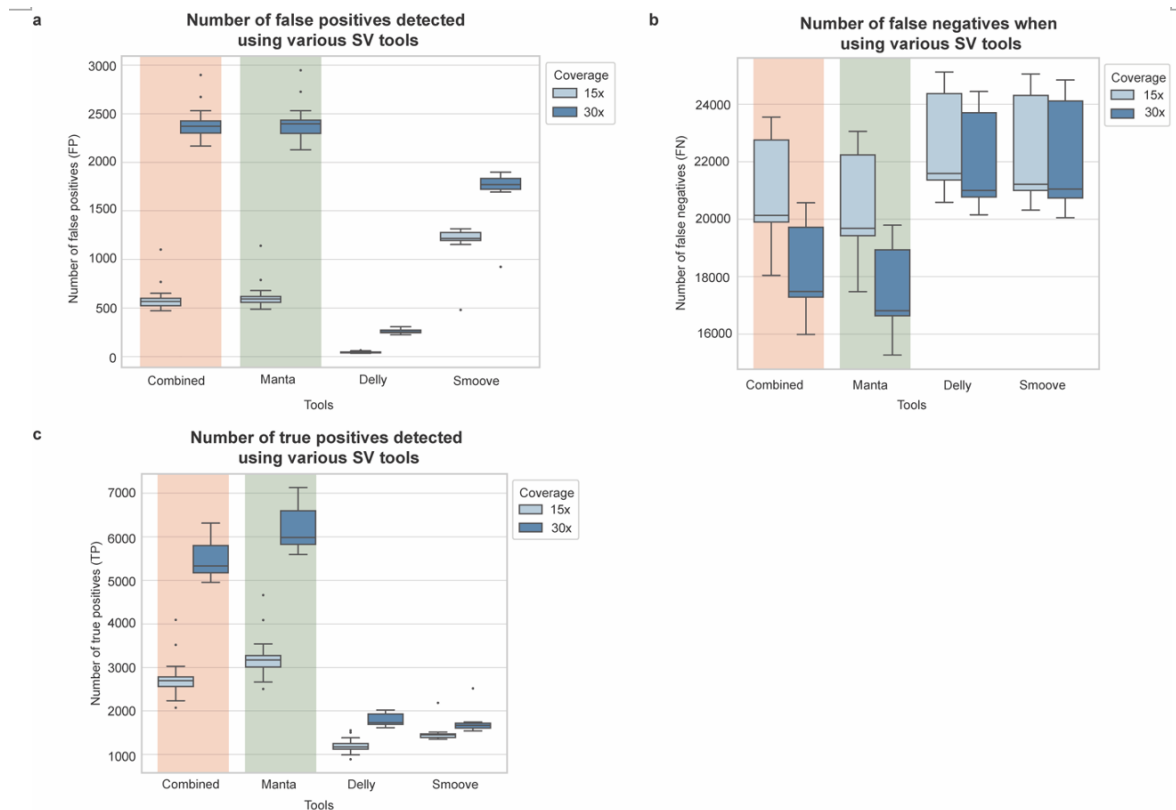 a
Number of false positives detected
using various SV tools
Number of false positives (FP)
3000
2500
2000
1500
1000
500
0
Combined
Manta
Delly
Smoove
Tools
Coverage
15x
30x
b
Number of false negatives when
using various SV tools
Number of false negatives (FN)
24000
22000
20000
18000
16000
Combined
Manta
Delly
Smoove
Tools
Coverage
15x
30x
c
Number of true positives detected
using various SV tools
Number of true positives (TP)
7000
6000
5000
4000
3000
2000
1000
Combined
Manta
Delly
Smoove
Tools
Coverage
15x
30x